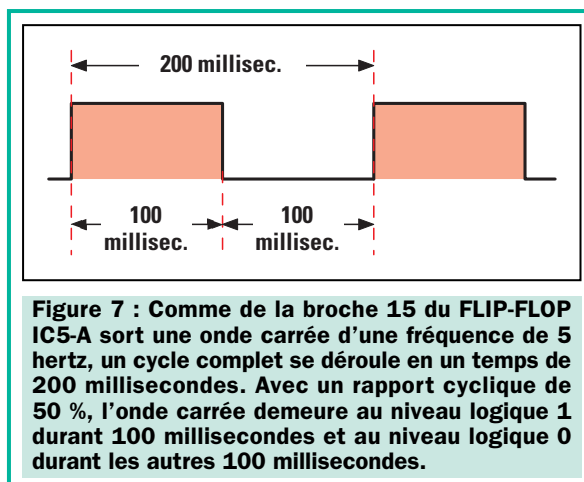 200 millisec.
100 100
millisec. millisec.
Figure 7 : Comme de la broche 15 du FLIP-FLOP
IC5-A sort une onde carrée d'une fréquence de 5
hertz, un cycle complet se déroule en un temps de
200 millisecondes. Avec un rapport cyclique de
50 %, l'onde carrée demeure au niveau logique 1
durant 100 millisecondes et au niveau logique 0
durant les autres 100 millisecondes.